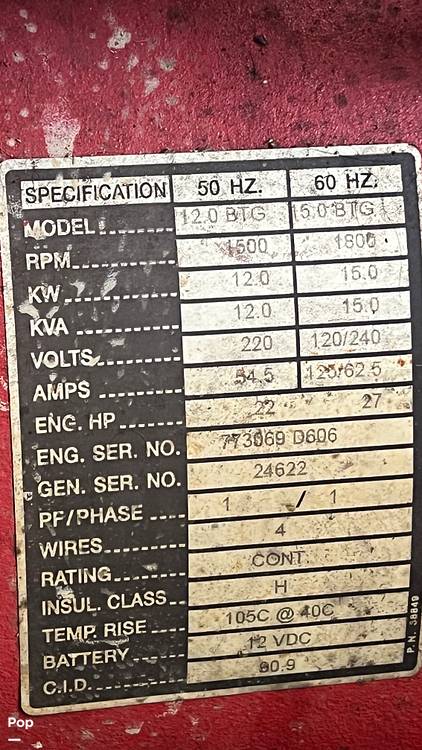 SPECIFICATION 50 HZ. 60 HZ.
MODEL 12.0 BTG 15.0 BTG
RPM 1500 1800
KW 12.0 15.0
KVA 12.0 15.0
VOLTS 220 120/240
AMPS 54.5 125/62.5
ENG. HP 22 27
ENG. SER. NO. 773069 D606
GEN. SER. NO. 24622
PF/PHASE 1 / 1
WIRES 4
RATING CONT.
INSUL. CLASS H
TEMP. RISE 105C @ 40C
BATTERY 12 VDC
C.I.D. 90.9
P.N. 38849
Pop